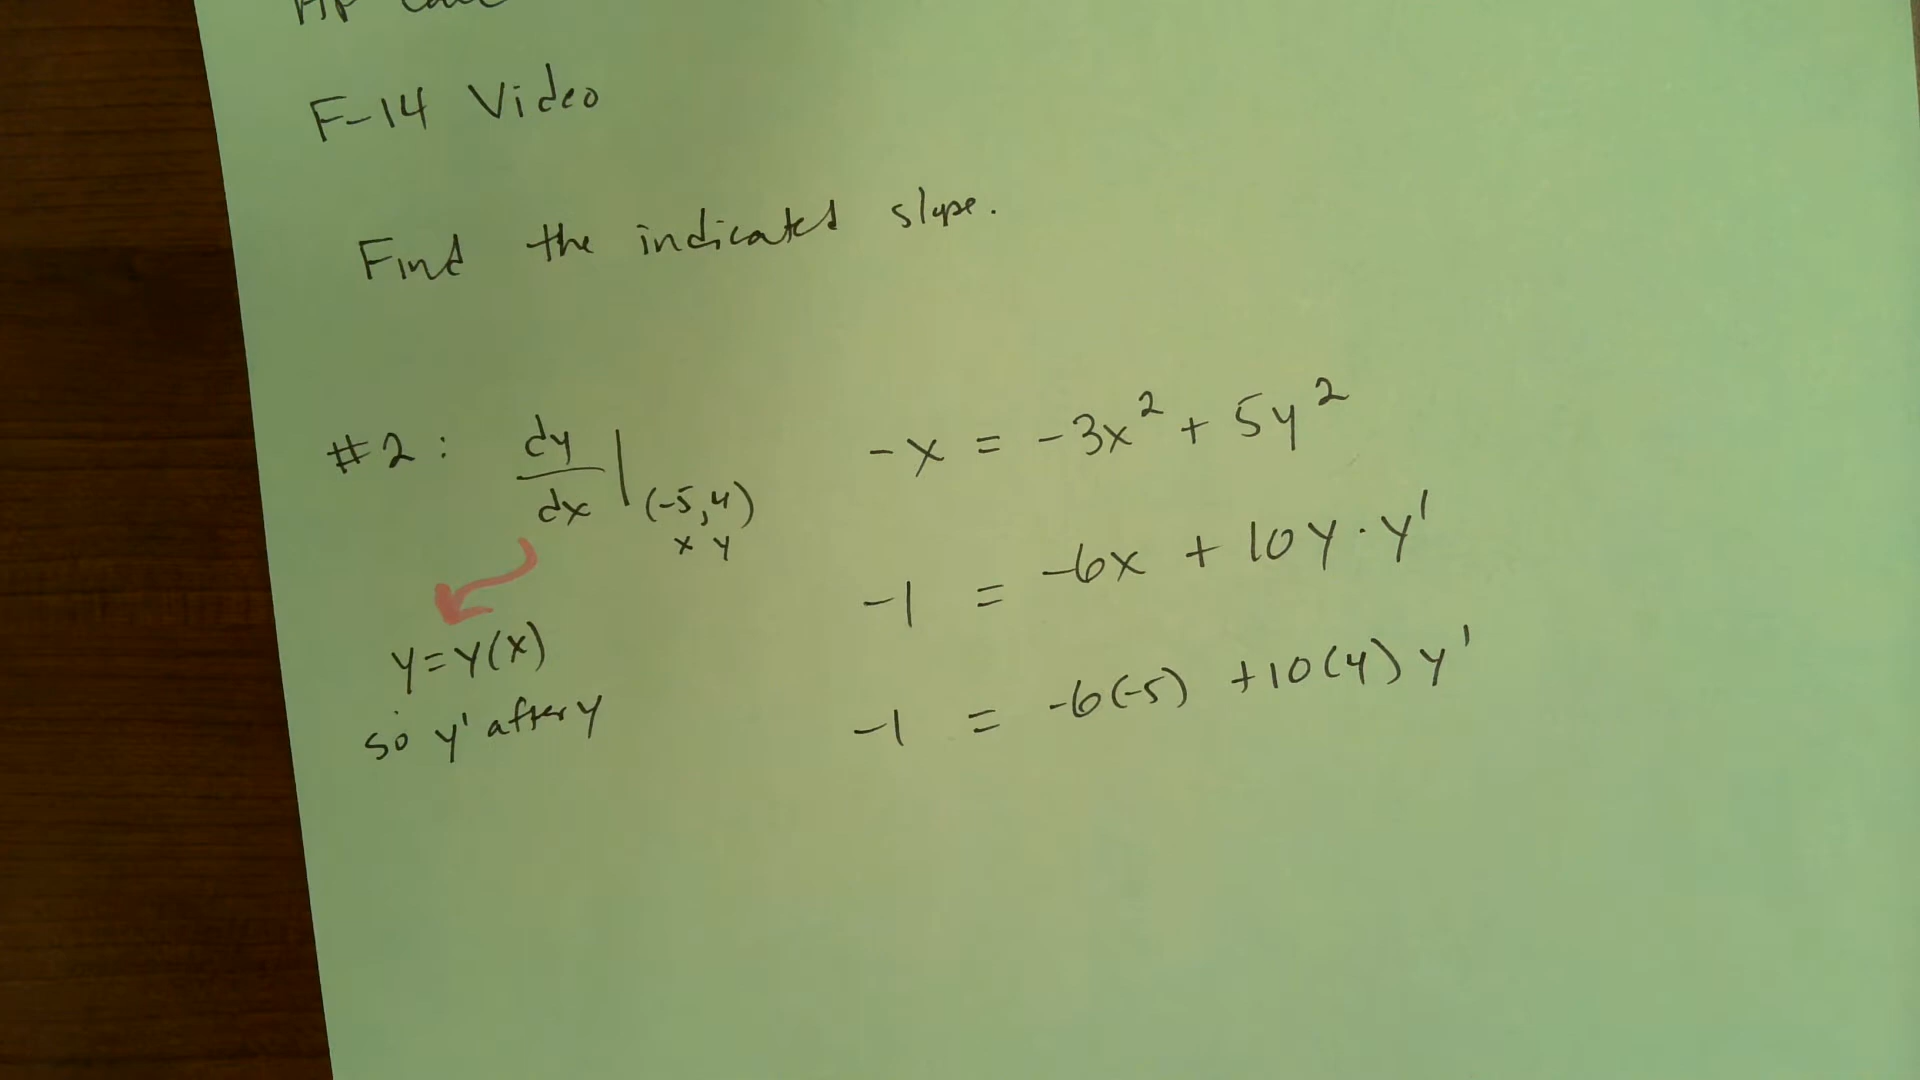 F-14 Video
Find the indicated slope.
#2: dy/dx |(-5,4)
x y
-x = -3x² + 5y²
-1 = -6x + 10y · y'
-1 = -6(-5) + 10(4) y'
y = y(x)
so y' after y